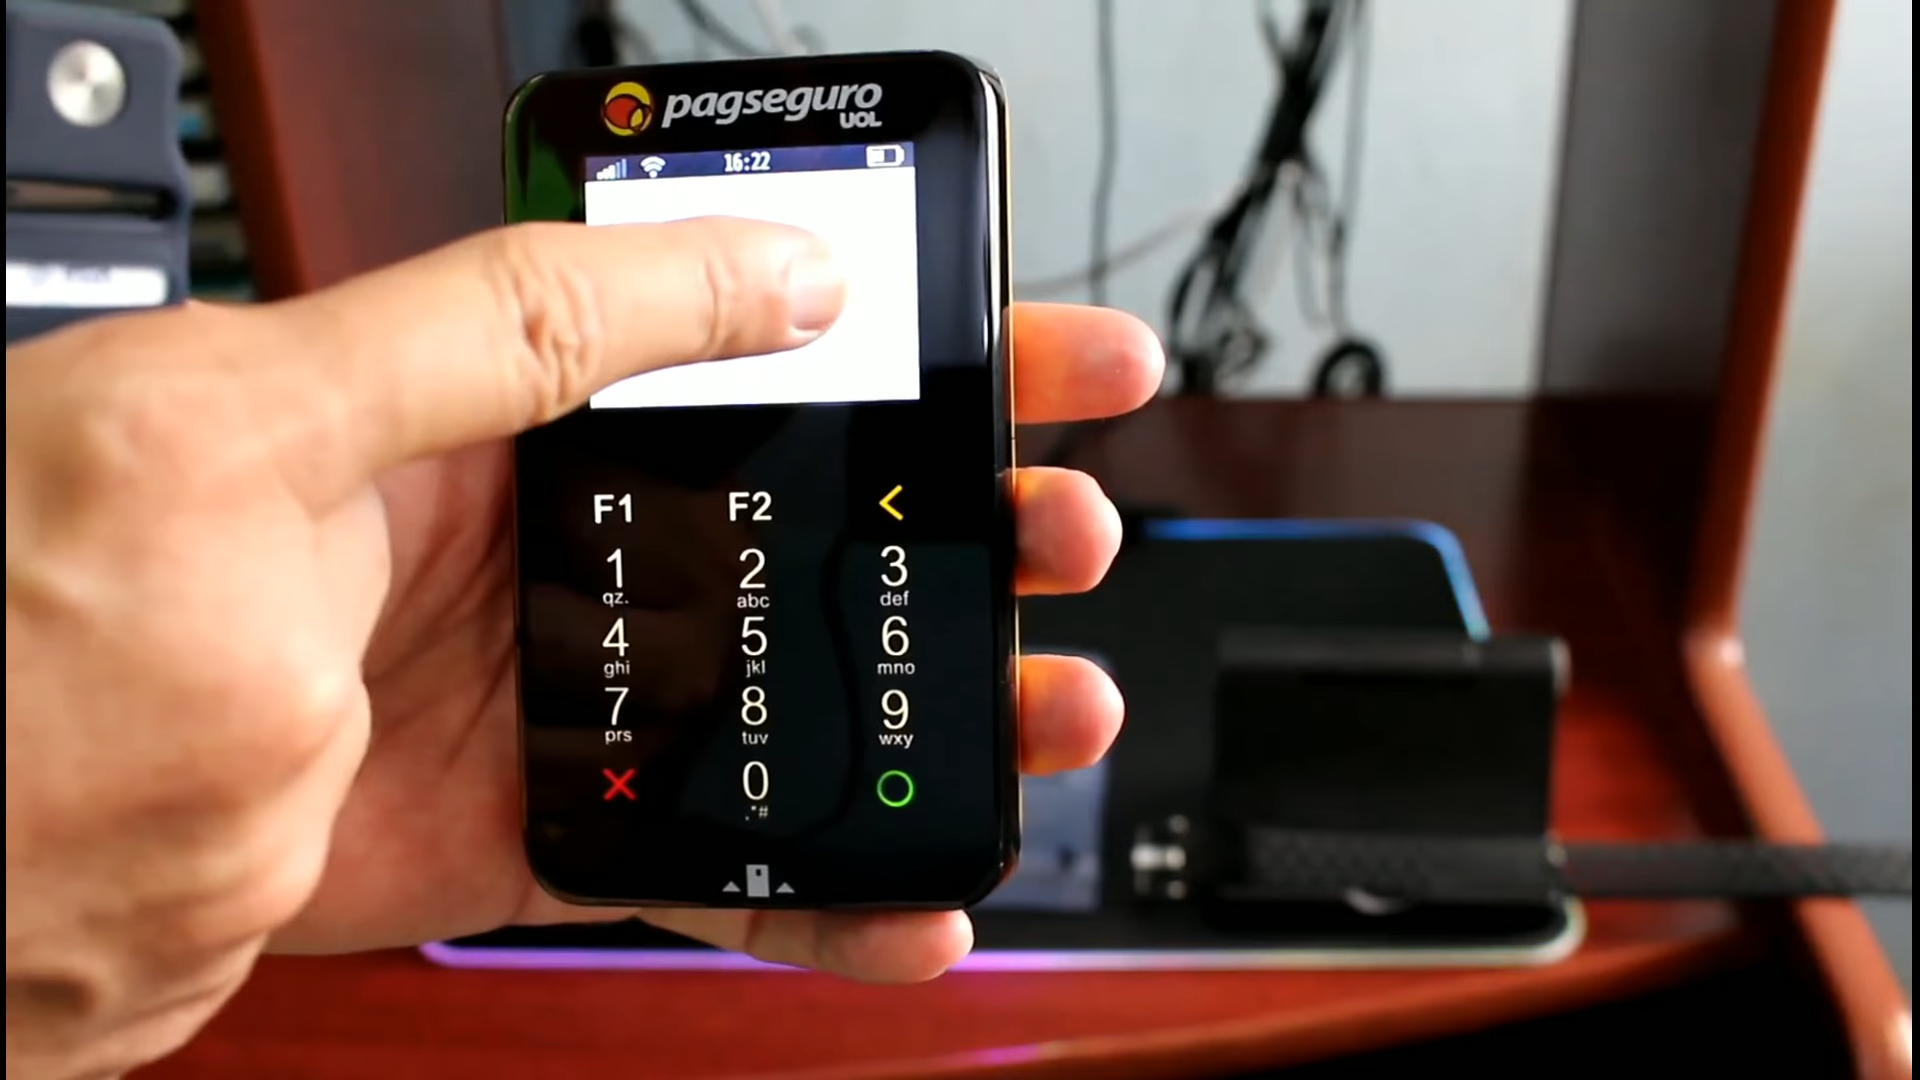 pagseguro
UOL
16:22
F1 F2 <
1 2 3
qz. abc def
4 5 6
ghi jkl mno
7 8 9
prs tuv wxy
0
.*#